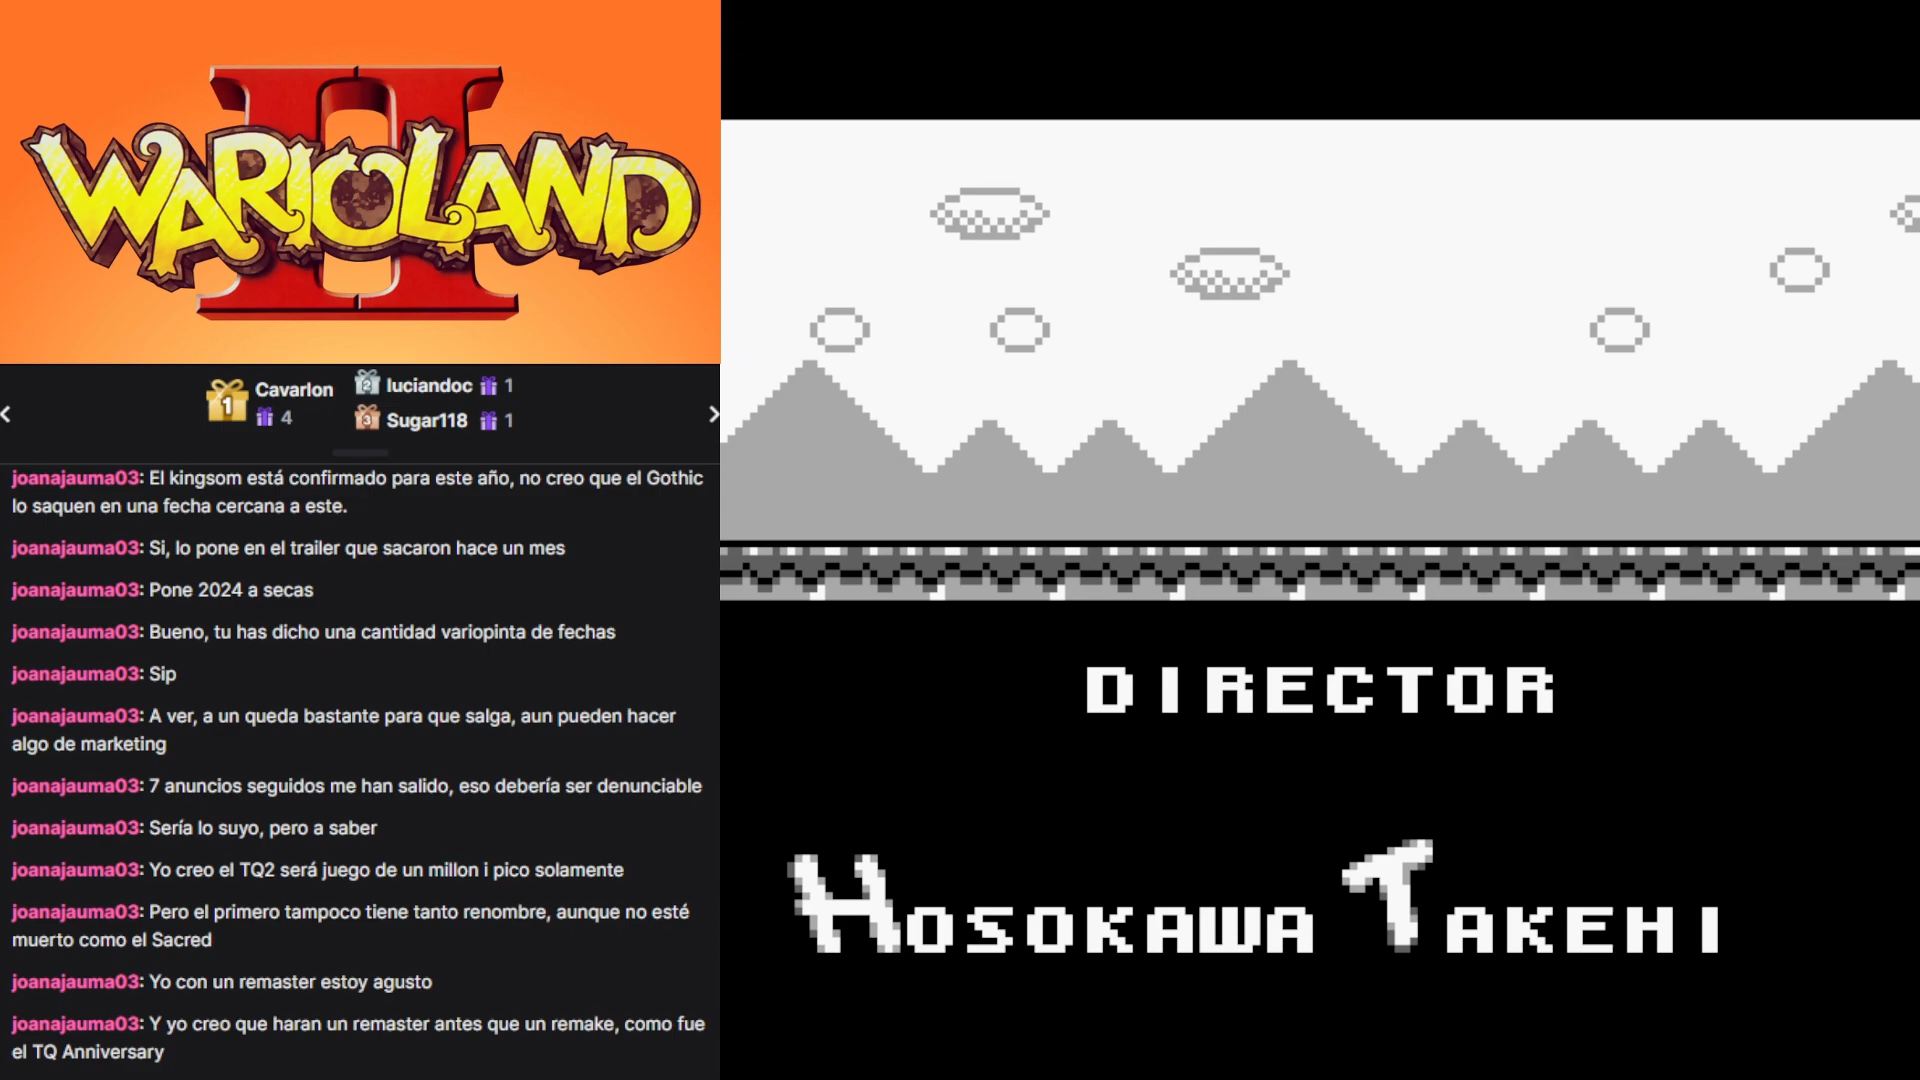 II
WARIOLAND
1 Cavarlon
4
2 luciandoc 1
3 Sugar118 1
joanajauma03: El kingsom está confirmado para este año, no creo que el Gothic
lo saquen en una fecha cercana a este.
joanajauma03: Si, lo pone en el trailer que sacaron hace un mes
joanajauma03: Pone 2024 a secas
joanajauma03: Bueno, tu has dicho una cantidad variopinta de fechas
joanajauma03: Sip
joanajauma03: A ver, a un queda bastante para que salga, aun pueden hacer
algo de marketing
joanajauma03: 7 anuncios seguidos me han salido, eso debería ser denunciable
joanajauma03: Sería lo suyo, pero a saber
joanajauma03: Yo creo el TQ2 será juego de un millon i pico solamente
joanajauma03: Pero el primero tampoco tiene tanto renombre, aunque no esté
muerto como el Sacred
joanajauma03: Yo con un remaster estoy agusto
joanajauma03: Y yo creo que haran un remaster antes que un remake, como fue
el TQ Anniversary
DIRECTOR
HOSOKAWA TAKEHI